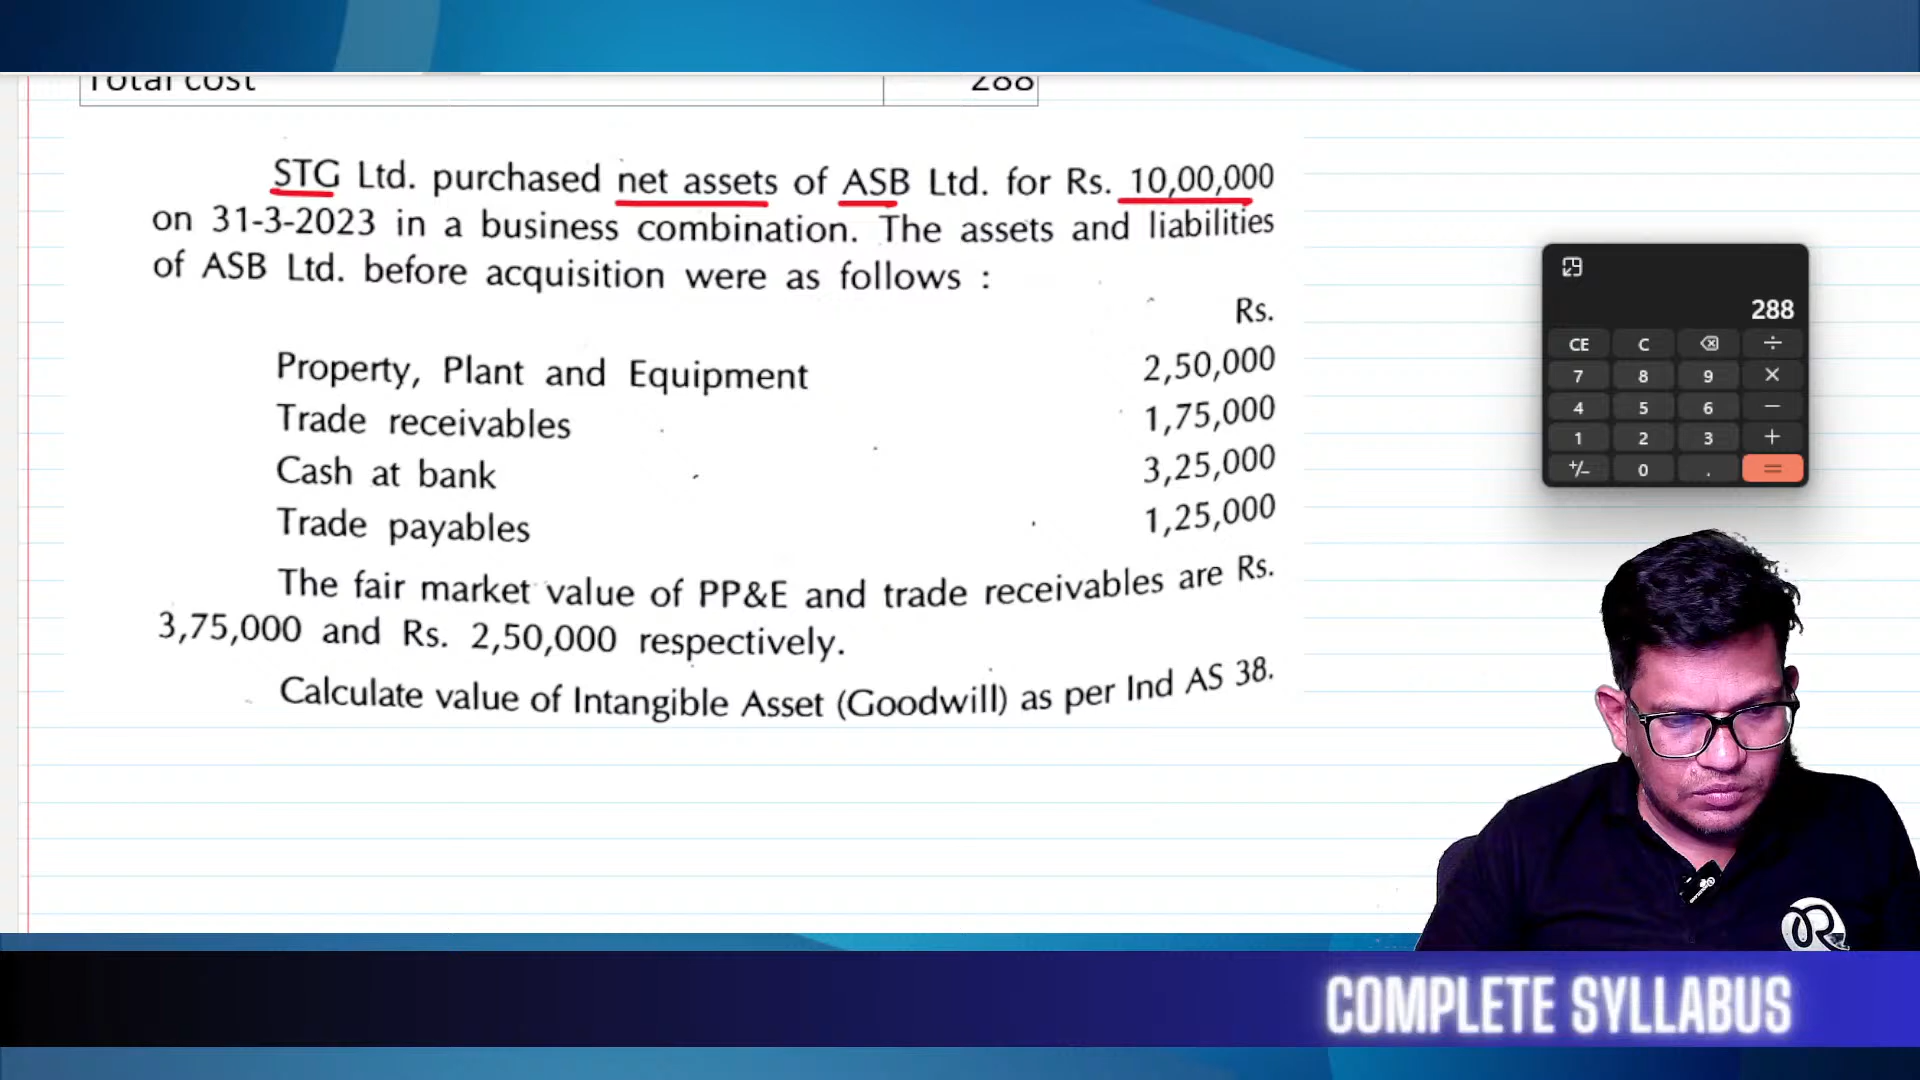 Total cost 288
STG Ltd. purchased net assets of ASB Ltd. for Rs. 10,00,000
on 31-3-2023 in a business combination. The assets and liabilities
of ASB Ltd. before acquisition were as follows :
Rs.
Property, Plant and Equipment 2,50,000
Trade receivables 1,75,000
Cash at bank 3,25,000
Trade payables 1,25,000
The fair market value of PP&E and trade receivables are Rs.
3,75,000 and Rs. 2,50,000 respectively.
Calculate value of Intangible Asset (Goodwill) as per Ind AS 38.
288
CE C ⌫ ÷
7 8 9 ×
4 5 6 −
1 2 3 +
+/− 0 . =
COMPLETE SYLLABUS